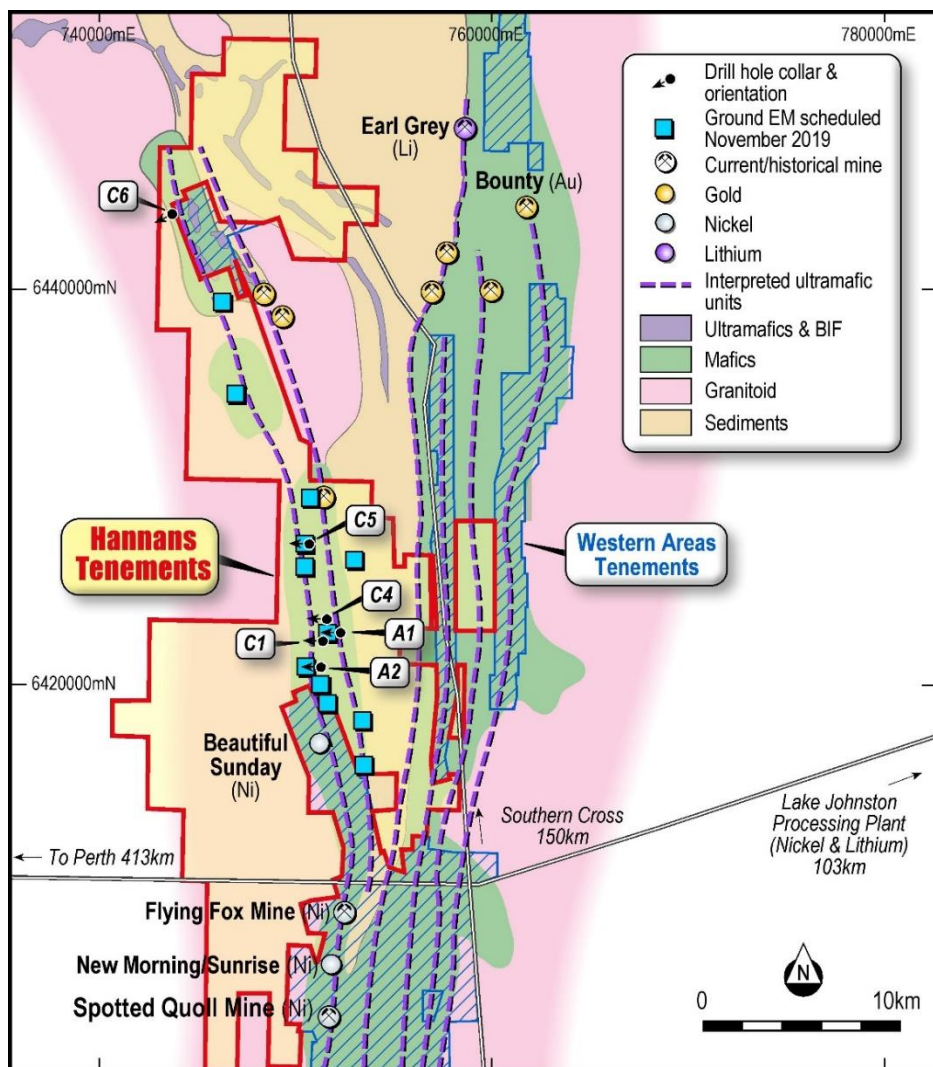 740000mE
760000mE
780000mE
Drill hole collar &
orientation
Ground EM scheduled
November 2019
Current/historical mine
Gold
Nickel
Lithium
Interpreted ultramafic
units
Ultramafics & BIF
Mafics
Granitoid
Sediments
Earl Grey
(Li)
Bounty (Au)
C6
6440000mN
Hannans
Tenements
C5
Western Areas
Tenements
C4
C1
A1
A2
6420000mN
Beautiful
Sunday
(Ni)
Southern Cross
150km
Lake Johnston
Processing Plant
(Nickel & Lithium)
103km
To Perth 413km
Flying Fox Mine (Ni)
New Morning/Sunrise (Ni)
Spotted Quoll Mine (Ni)
N
0
10km